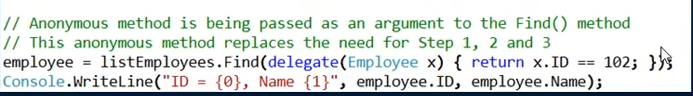 // Anonymous method is being passed as an argument to the Find() method
// This anonymous method replaces the need for Step 1, 2 and 3
employee = listEmployees.Find(delegate(Employee x) { return x.ID == 102; });
Console.WriteLine("ID = {0}, Name {1}", employee.ID, employee.Name);